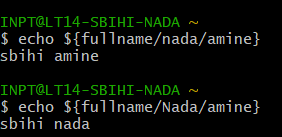 INPT@LT14-SBIHI-NADA ~
$ echo ${fullname/nada/amine}
sbihi amine
INPT@LT14-SBIHI-NADA ~
$ echo ${fullname/Nada/amine}
sbihi nada